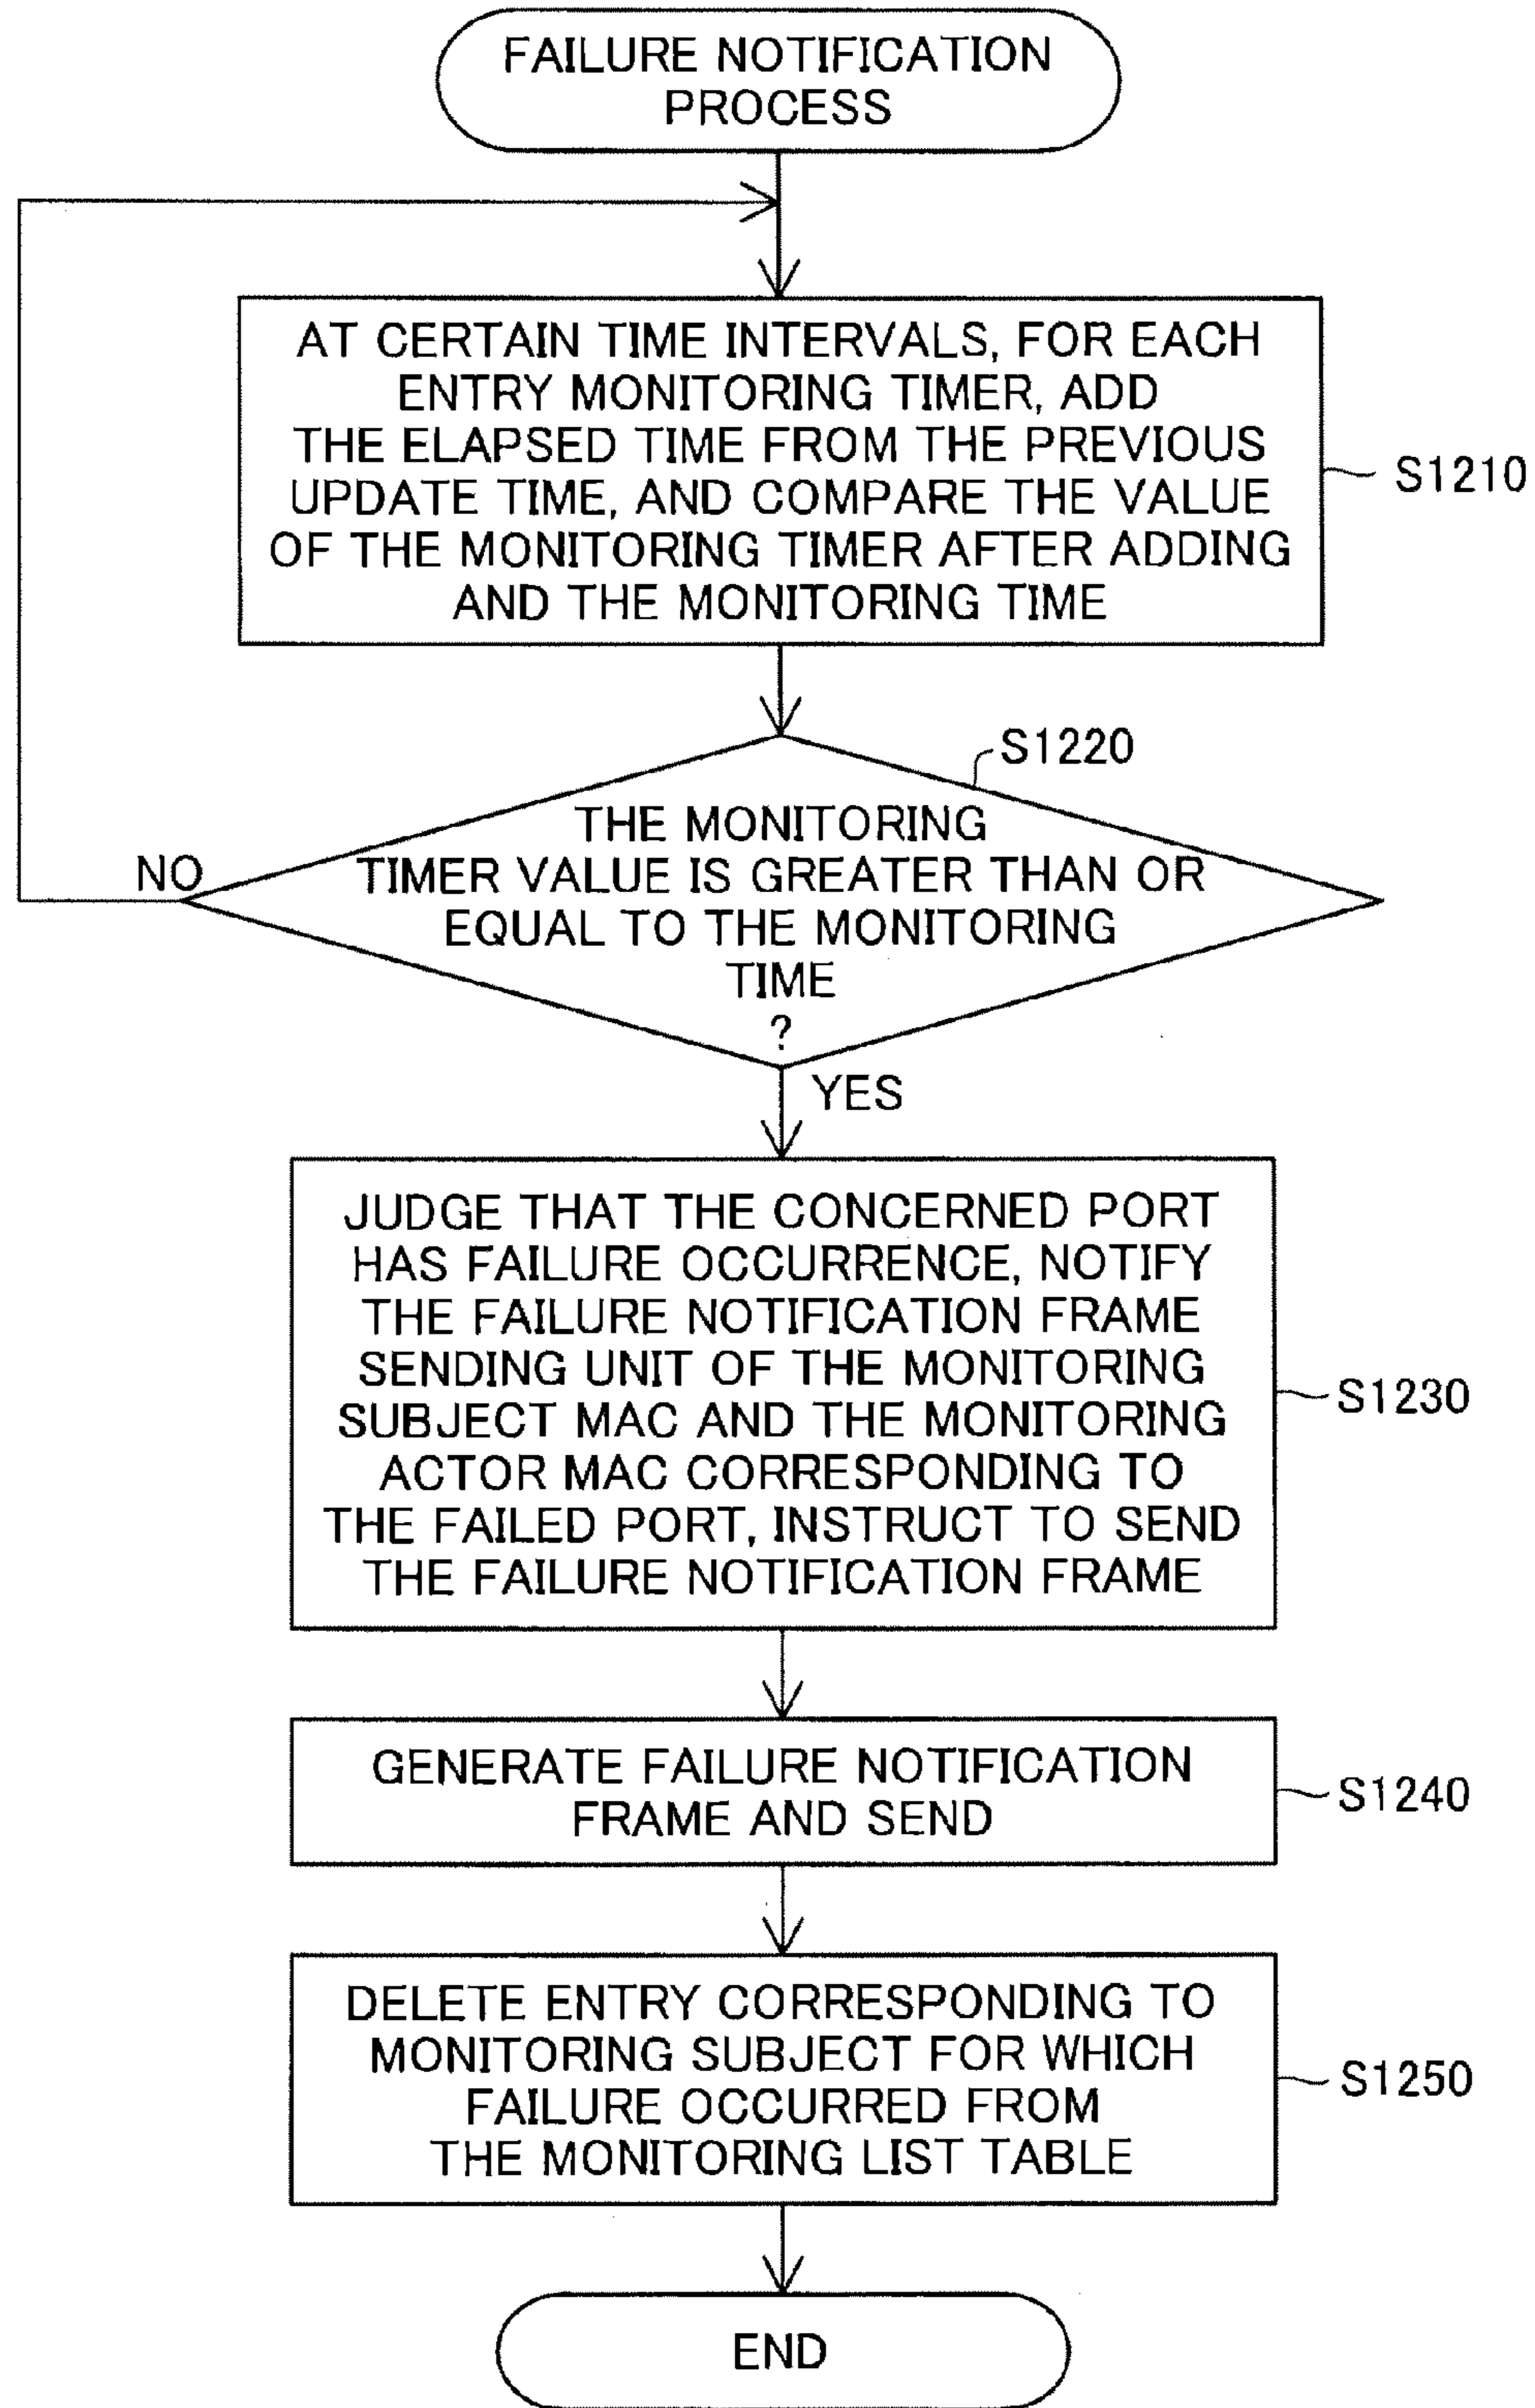 FAILURE NOTIFICATION
PROCESS
AT CERTAIN TIME INTERVALS, FOR EACH
ENTRY MONITORING TIMER, ADD
THE ELAPSED TIME FROM THE PREVIOUS
UPDATE TIME, AND COMPARE THE VALUE
OF THE MONITORING TIMER AFTER ADDING
AND THE MONITORING TIME
S1210
S1220
THE MONITORING
TIMER VALUE IS GREATER THAN OR
EQUAL TO THE MONITORING
TIME
?
NO
YES
JUDGE THAT THE CONCERNED PORT
HAS FAILURE OCCURRENCE, NOTIFY
THE FAILURE NOTIFICATION FRAME
SENDING UNIT OF THE MONITORING
SUBJECT MAC AND THE MONITORING
ACTOR MAC CORRESPONDING TO
THE FAILED PORT, INSTRUCT TO SEND
THE FAILURE NOTIFICATION FRAME
S1230
GENERATE FAILURE NOTIFICATION
FRAME AND SEND
S1240
DELETE ENTRY CORRESPONDING TO
MONITORING SUBJECT FOR WHICH
FAILURE OCCURRED FROM
THE MONITORING LIST TABLE
S1250
END